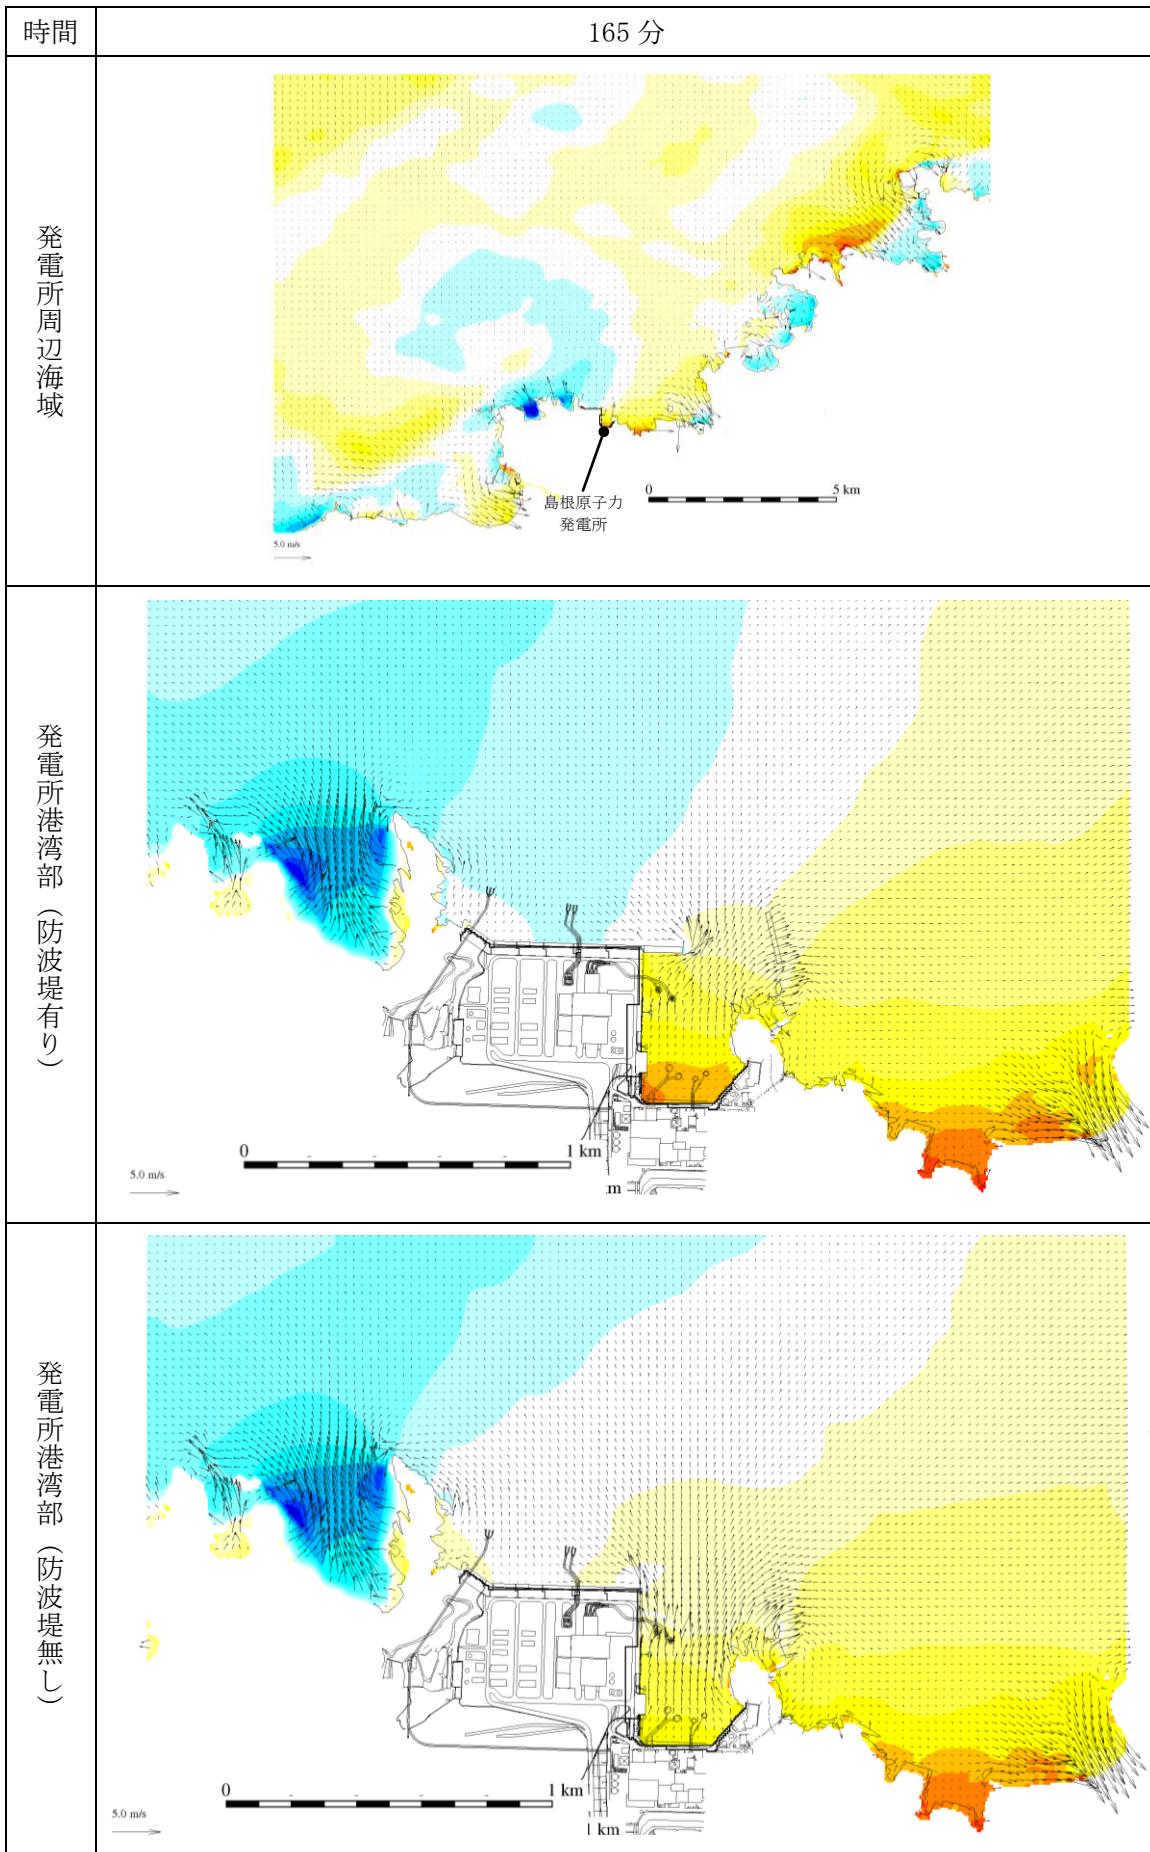 時間
165 分
発電所周辺海域
島根原子力
発電所
0
5 km
5.0 m/s
発電所港湾部（防波堤有り）
0
1 km
5.0 m/s
m
発電所港湾部（防波堤無し）
0
1 km
5.0 m/s
km